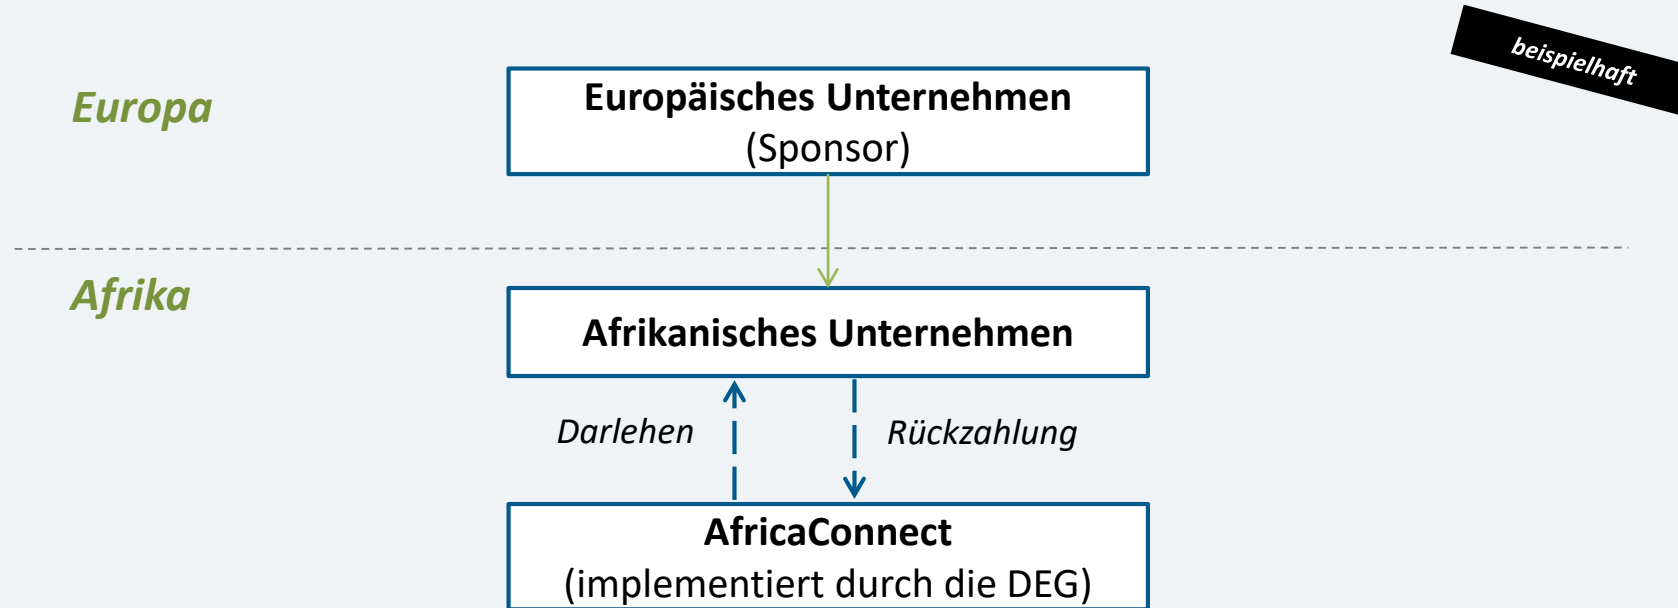 beispielhaft
Europa
Europäisches Unternehmen
(Sponsor)
Afrika
Afrikanisches Unternehmen
Darlehen
Rückzahlung
AfricaConnect
(implementiert durch die DEG)